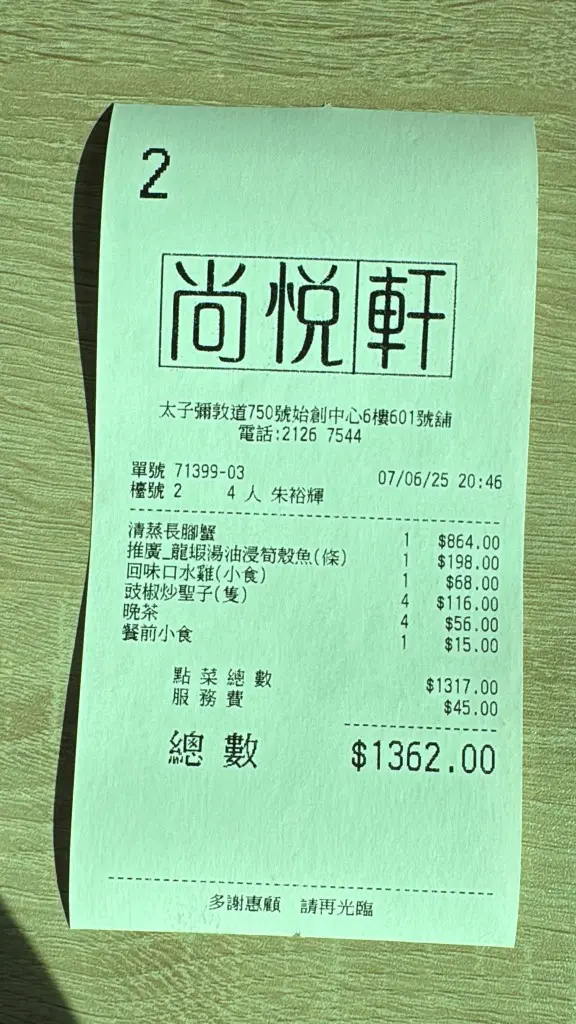 2
尚悦軒
太子彌敦道750號始創中心6樓601號舖
電話:2126 7544
單號 71399-03 07/06/25 20:46
檯號 2 4 人 朱裕輝
清蒸長腳蟹 1 $864.00
推廣_龍蝦湯油浸筍殼魚(條) 1 $198.00
回味口水雞(小食) 1 $68.00
豉椒炒聖子(隻) 4 $116.00
晚茶 4 $56.00
餐前小食 1 $15.00
點菜總數 $1317.00
服務費 $45.00
總數 $1362.00
多謝惠顧 請再光臨